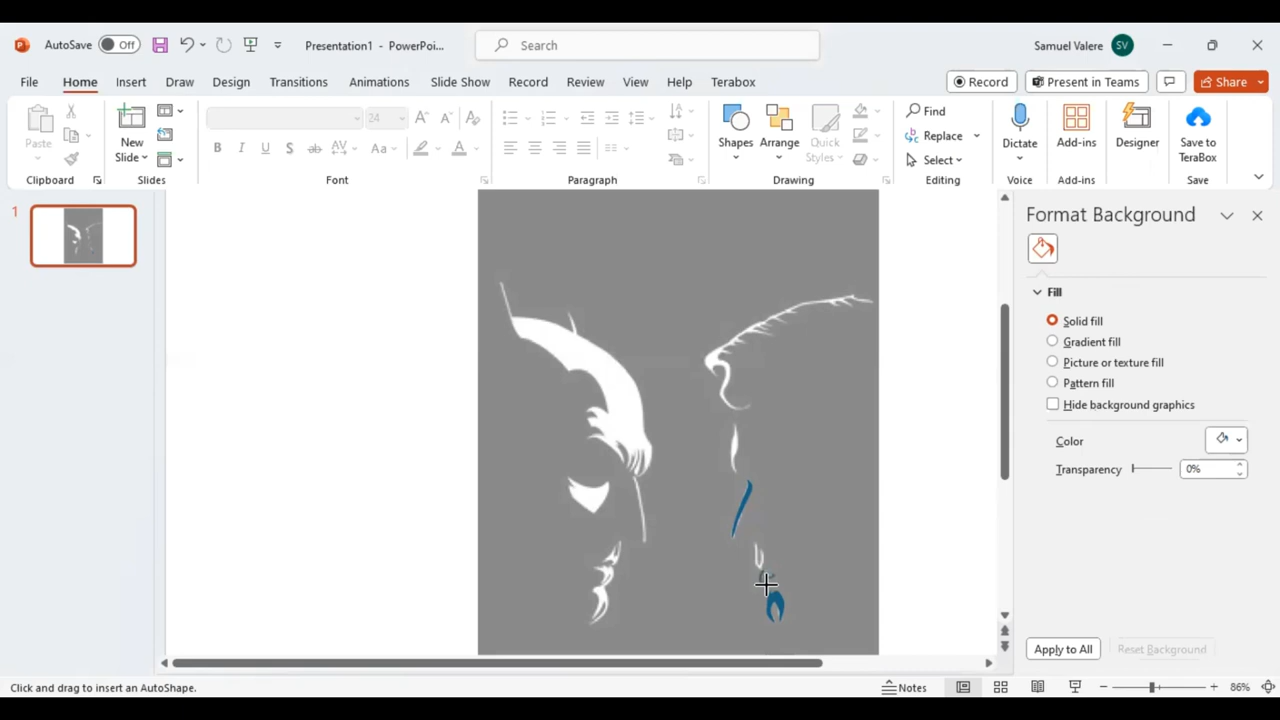 AutoSave Off Presentation1 - PowerPoi... Search Samuel Valere SV
File Home Insert Draw Design Transitions Animations Slide Show Record Review View Help Terabox Record Present in Teams Share
Paste New Slide 24 Shapes Arrange Quick Styles Find Replace Select Dictate Add-ins Designer Save to TeraBox
B I U S AV Aa A
Clipboard Slides Font Paragraph Drawing Editing Voice Add-ins Save
1
Format Background
Fill
Solid fill
Gradient fill
Picture or texture fill
Pattern fill
Hide background graphics
Color
Transparency 0%
Apply to All Reset Background
Click and drag to insert an AutoShape. Notes 86%